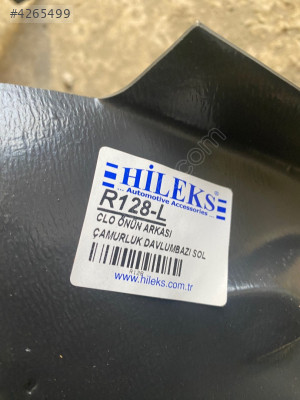 #4265499
HİLEKS
... Automotive Accessories ...
R128-L
CLO ÖNÜN ARKASI
ÇAMURLUK DAVLUMBAZI SOL
www.hileks.com.tr